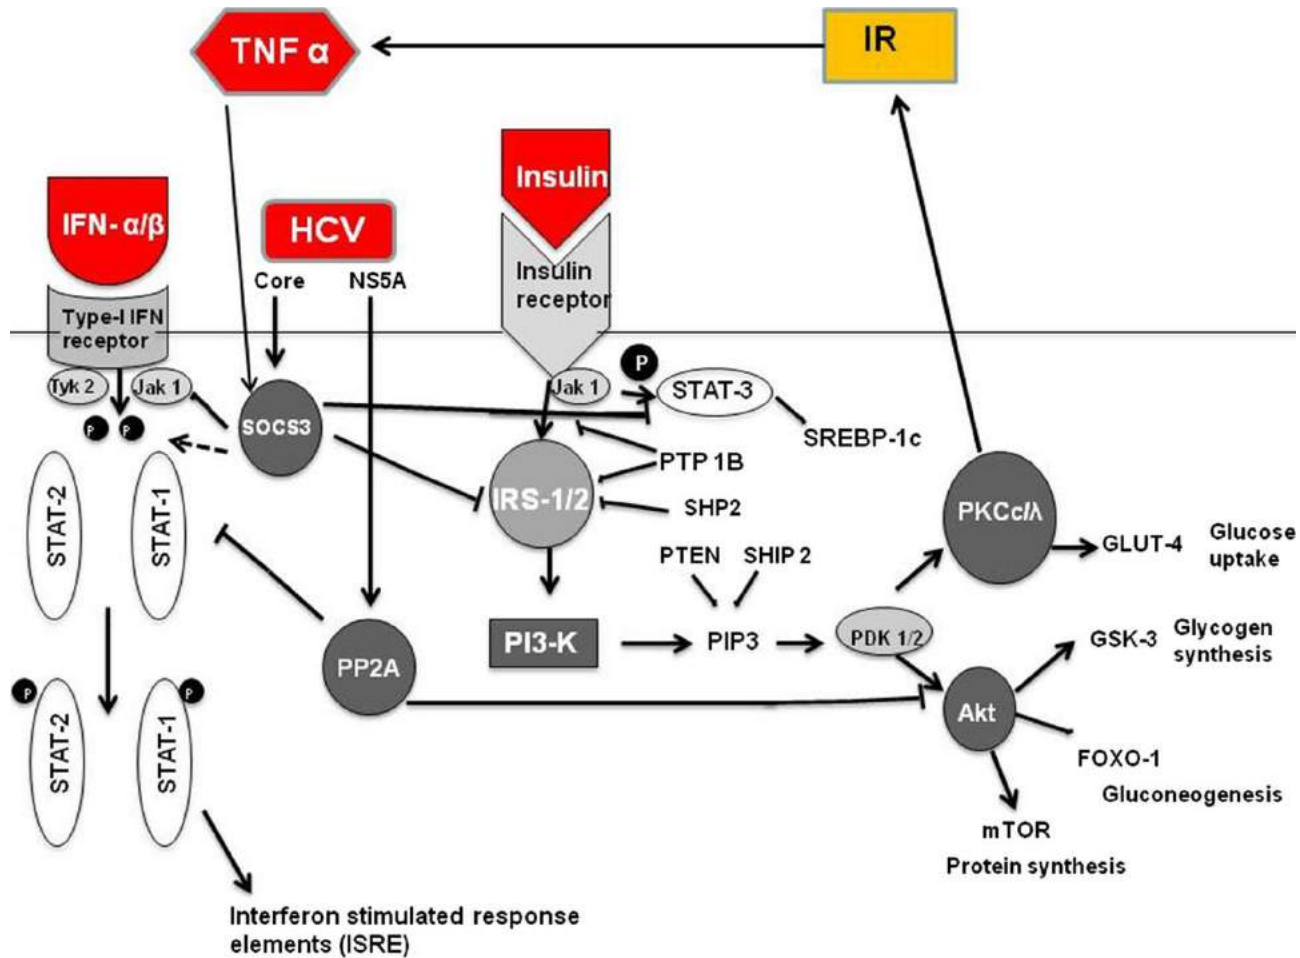 TNF α
IR
Insulin
IFN- α/β
HCV
Core
NS5A
Insulin
receptor
Type-I IFN
receptor
Tyk 2
Jak 1
P
P
SOCS3
Jak 1
P
STAT-3
SREBP-1c
PTP 1B
IRS-1/2
SHP2
STAT-2
STAT-1
PKCc/λ
GLUT-4
Glucose
uptake
PTEN
SHIP 2
PI3-K
PIP3
PDK 1/2
GSK-3
Glycogen
synthesis
PP2A
Akt
P
P
STAT-2
STAT-1
FOXO-1
Gluconeogenesis
mTOR
Protein synthesis
Interferon stimulated response
elements (ISRE)